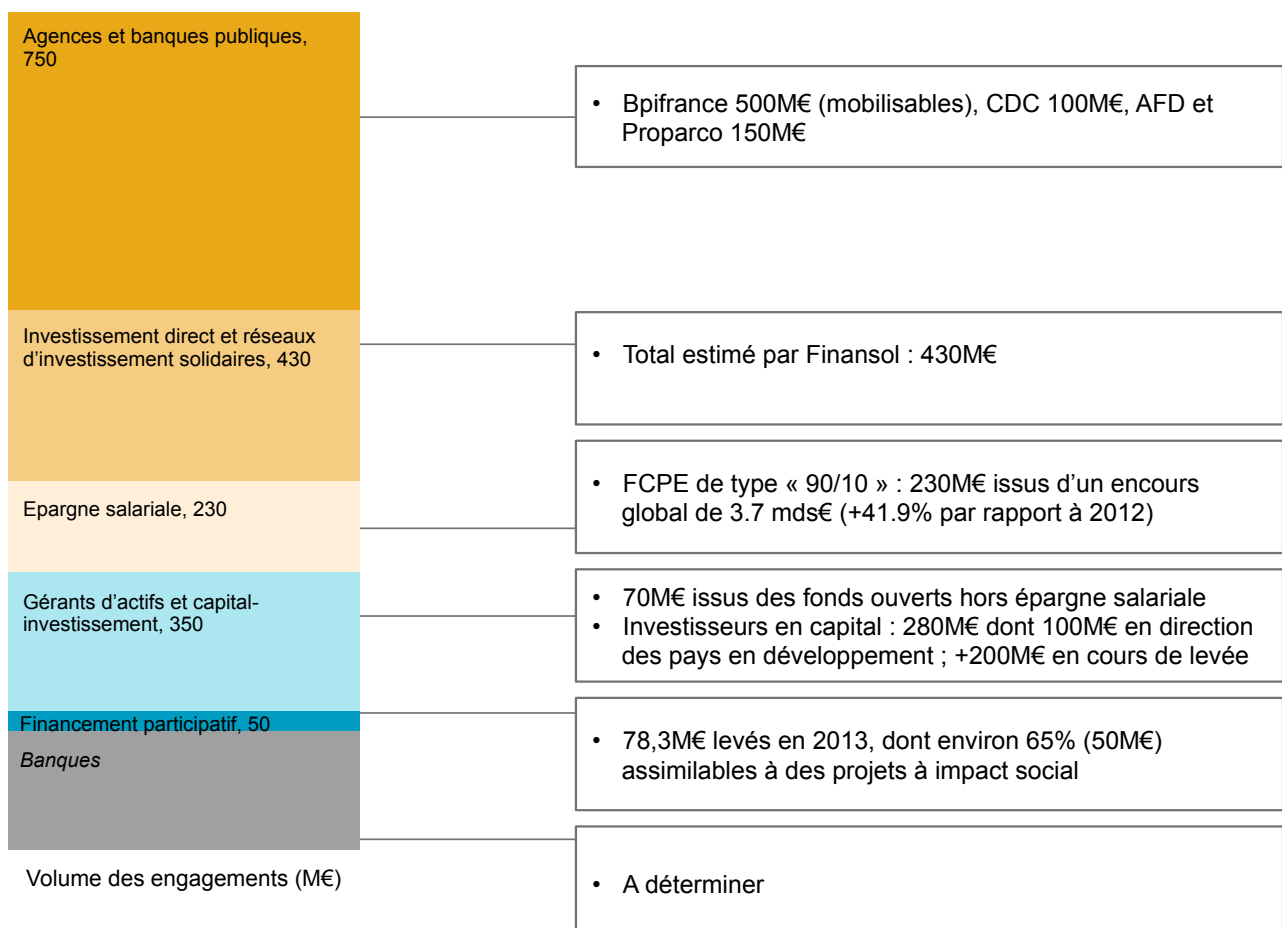 Agences et banques publiques,
750
• Bpifrance 500M€ (mobilisables), CDC 100M€, AFD et
Proparco 150M€
Investissement direct et réseaux
d’investissement solidaires, 430
• Total estimé par Finansol : 430M€
Epargne salariale, 230
• FCPE de type « 90/10 » : 230M€ issus d’un encours
global de 3.7 mds€ (+41.9% par rapport à 2012)
Gérants d’actifs et capital-
investissement, 350
• 70M€ issus des fonds ouverts hors épargne salariale
• Investisseurs en capital : 280M€ dont 100M€ en direction
des pays en développement ; +200M€ en cours de levée
Financement participatif, 50
• 78,3M€ levés en 2013, dont environ 65% (50M€)
assimilables à des projets à impact social
Banques
• A déterminer
Volume des engagements (M€)